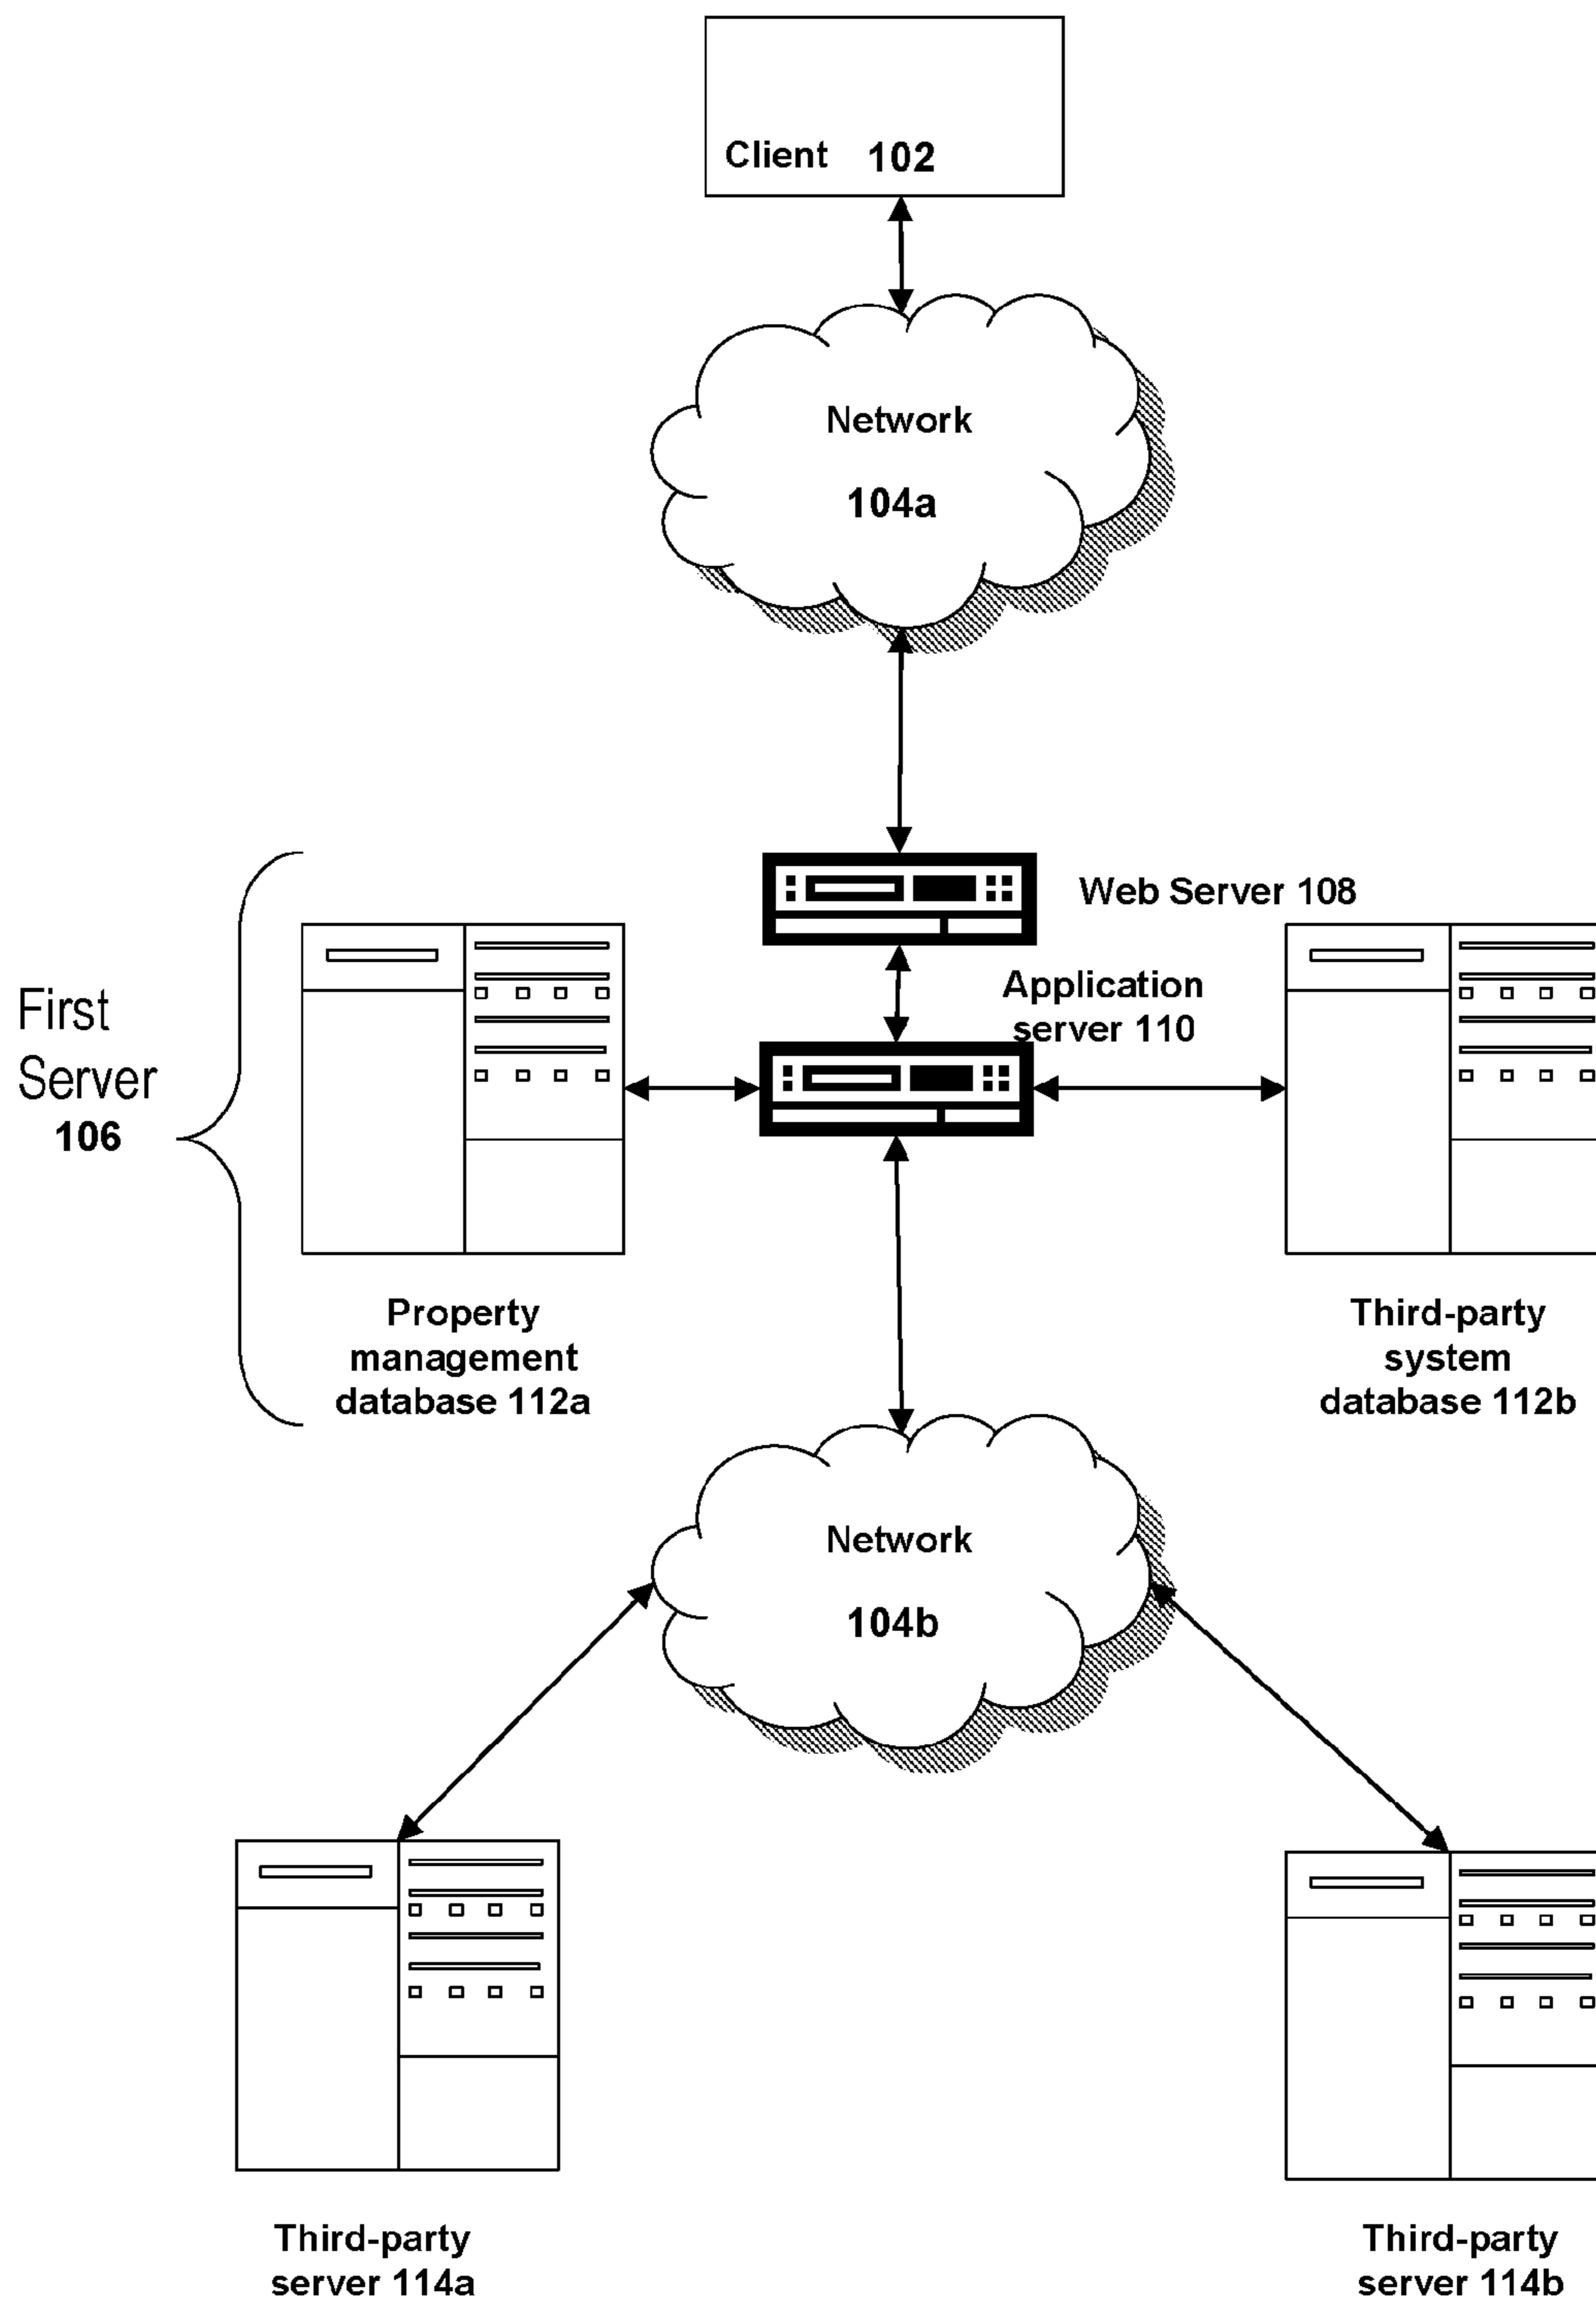 Client 102
Network
104a
Web Server 108
Application
server 110
First
Server
106
Property
management
database 112a
Third-party
system
database 112b
Network
104b
Third-party
server 114a
Third-party
server 114b